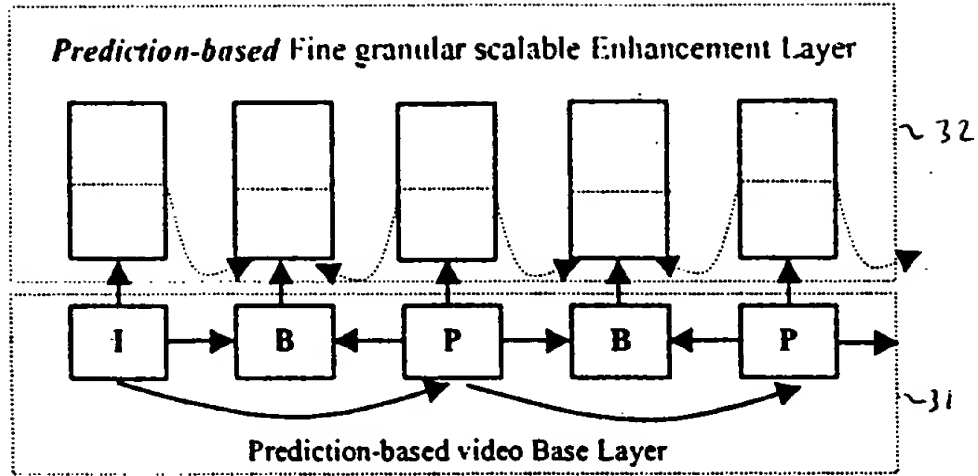 Prediction-based Fine granular scalable Enhancement Layer
~32
I B P B P
~31
Prediction-based video Base Layer